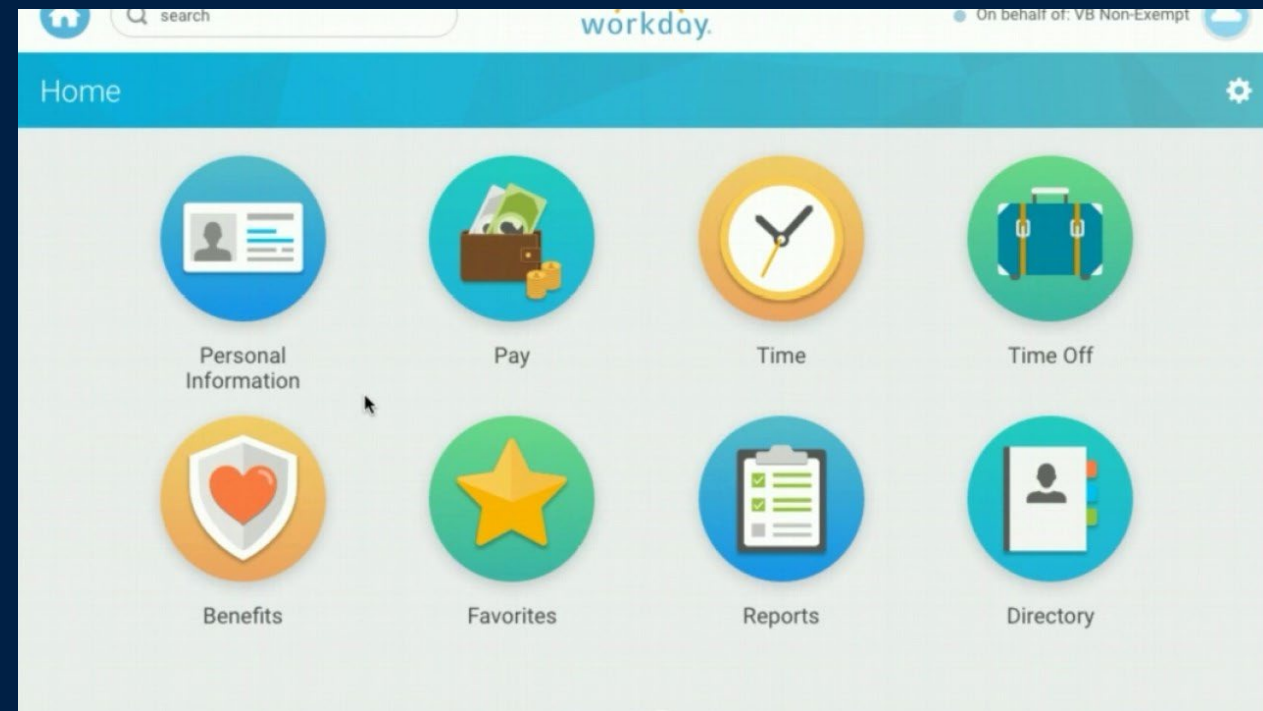 search
workday.
On behalf of: VB Non-Exempt
Home
Personal
Information
Pay
Time
Time Off
Benefits
Favorites
Reports
Directory